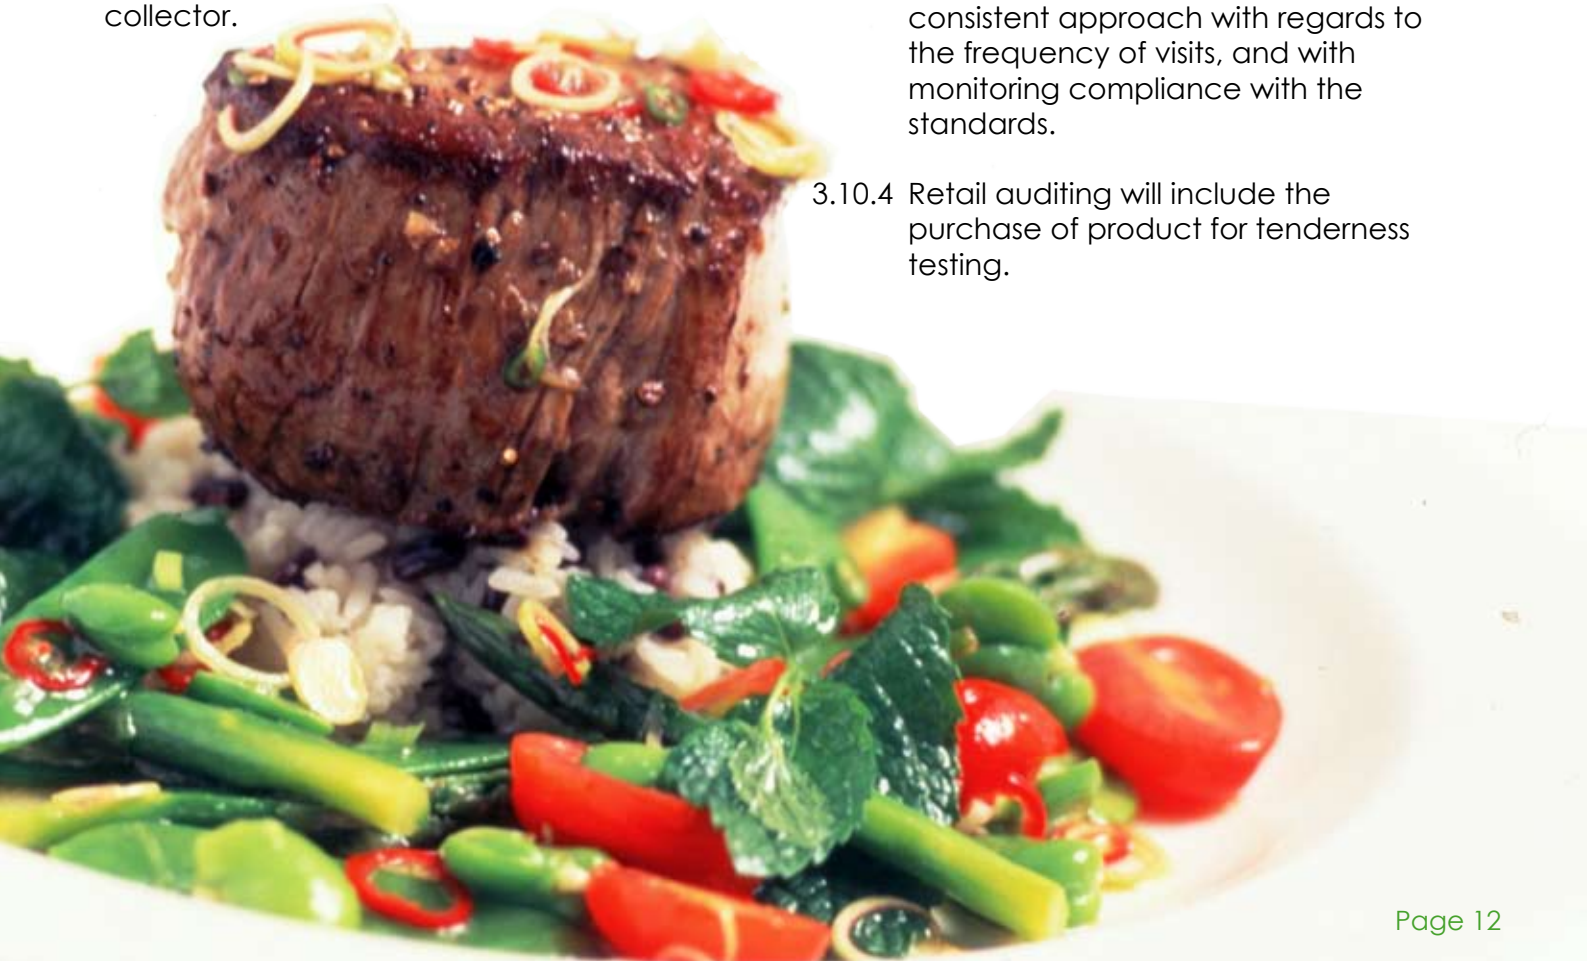 collector.
consistent approach with regards to
the frequency of visits, and with
monitoring compliance with the
standards.
3.10.4 Retail auditing will include the
purchase of product for tenderness
testing.
Page 12